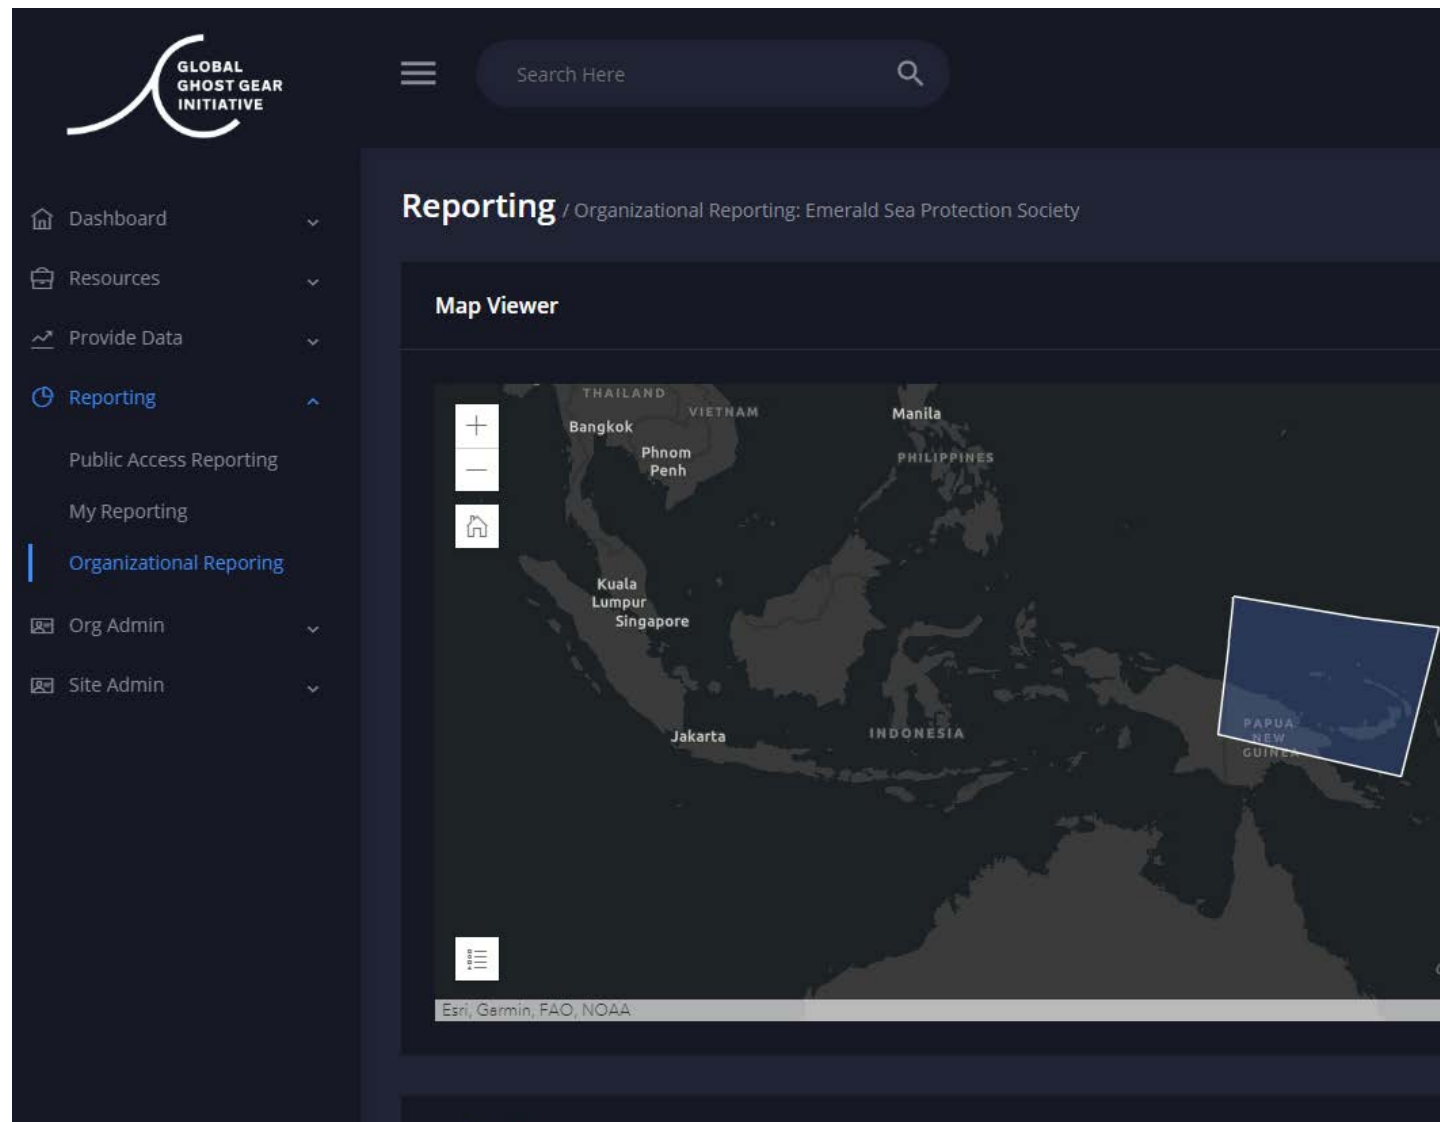 GLOBAL
GHOST GEAR
INITIATIVE
Search Here
Dashboard
Resources
Provide Data
Reporting
Public Access Reporting
My Reporting
Organizational Reporing
Org Admin
Site Admin
Reporting / Organizational Reporting: Emerald Sea Protection Society
Map Viewer
THAILAND
VIETNAM
Manila
Bangkok
Phnom
Penh
PHILIPPINES
Kuala
Lumpur
Singapore
Jakarta
INDONESIA
PAPUA
NEW
GUINEA
Esri, Garmin, FAO, NOAA